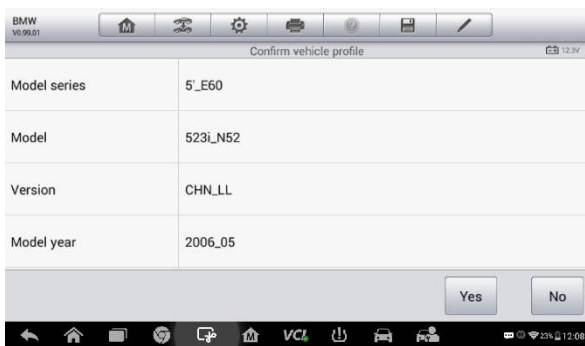 BMW
V0.99.01
Confirm vehicle profile
12.3V
Model series 5'_E60
Model 523i_N52
Version CHN_LL
Model year 2006_05
Yes No
VCI 23% 12:08